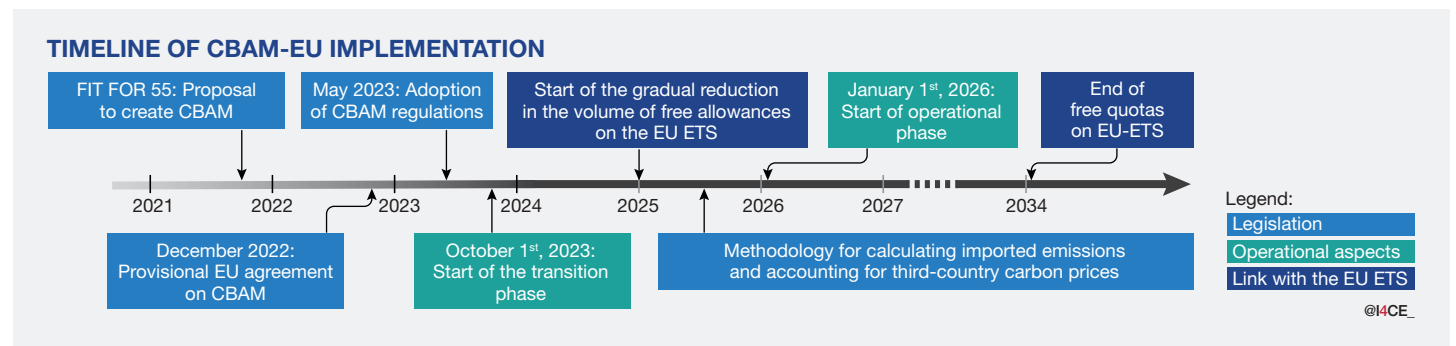 TIMELINE OF CBAM-EU IMPLEMENTATION
FIT FOR 55: Proposal
to create CBAM
May 2023: Adoption
of CBAM regulations
Start of the gradual reduction
in the volume of free allowances
on the EU ETS
January 1st, 2026:
Start of operational
phase
End of
free quotas
on EU-ETS
2021
2022
2023
2024
2025
2026
2027
2034
December 2022:
Provisional EU agreement
on CBAM
October 1st, 2023:
Start of the transition
phase
Methodology for calculating imported emissions
and accounting for third-country carbon prices
Legend:
Legislation
Operational aspects
Link with the EU ETS
@I4CE_